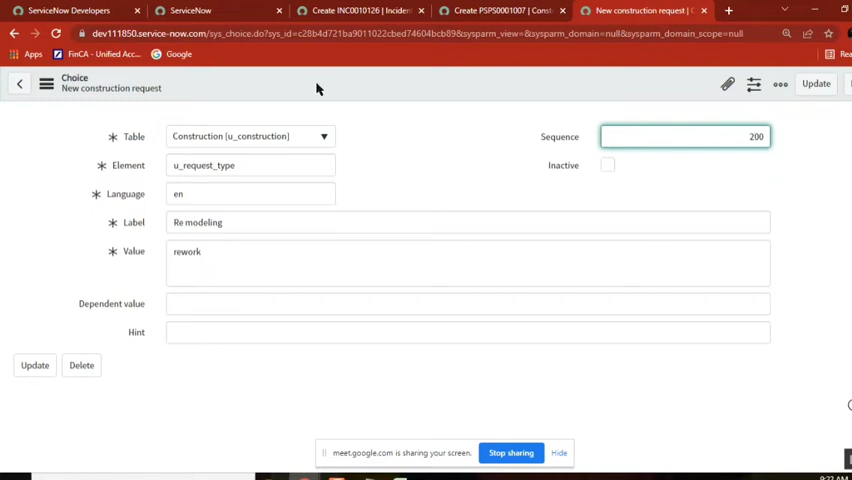 ServiceNow Developers
ServiceNow
Create INC0010126 | Inciden
Create PSPS0001007 | Const
New construction request | C
dev111850.service-now.com/sys_choice.do?sys_id=c28b4d721ba9011022cbed74604bcb89&sysparm_view=&sysparm_domain=null&sysparm_domain_scope=null
Apps
FinCA - Unified Acc...
Google
Rea
Choice
New construction request
Update
Table
Construction [u_construction]
Sequence
200
Element
u_request_type
Inactive
Language
en
Label
Re modeling
Value
rework
Dependent value
Hint
Update
Delete
meet.google.com is sharing your screen.
Stop sharing
Hide